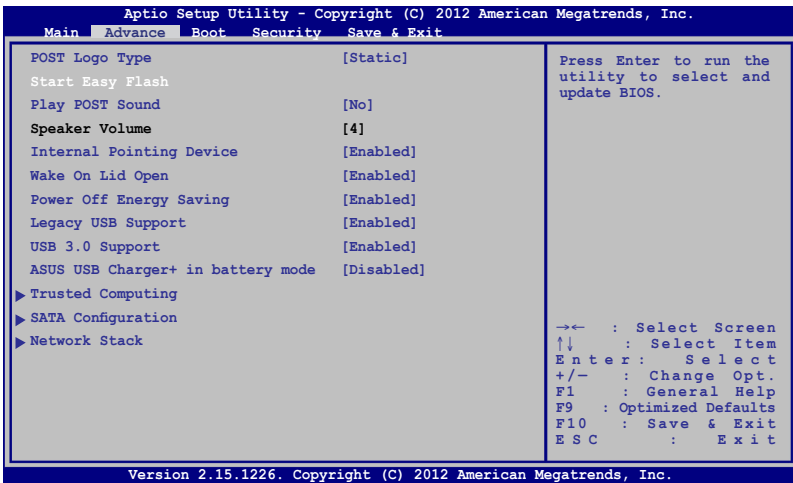 Aptio Setup Utility - Copyright (C) 2012 American Megatrends, Inc.
Main Advance Boot Security Save & Exit
POST Logo Type [Static]
Start Easy Flash
Play POST Sound [No]
Speaker Volume [4]
Internal Pointing Device [Enabled]
Wake On Lid Open [Enabled]
Power Off Energy Saving [Enabled]
Legacy USB Support [Enabled]
USB 3.0 Support [Enabled]
ASUS USB Charger+ in battery mode [Disabled]
Trusted Computing
SATA Configuration
Network Stack
Press Enter to run the
utility to select and
update BIOS.
→← : Select Screen
↑↓ : Select Item
Enter: Select
+/— : Change Opt.
F1 : General Help
F9 : Optimized Defaults
F10 : Save & Exit
ESC : Exit
Version 2.15.1226. Copyright (C) 2012 American Megatrends, Inc.